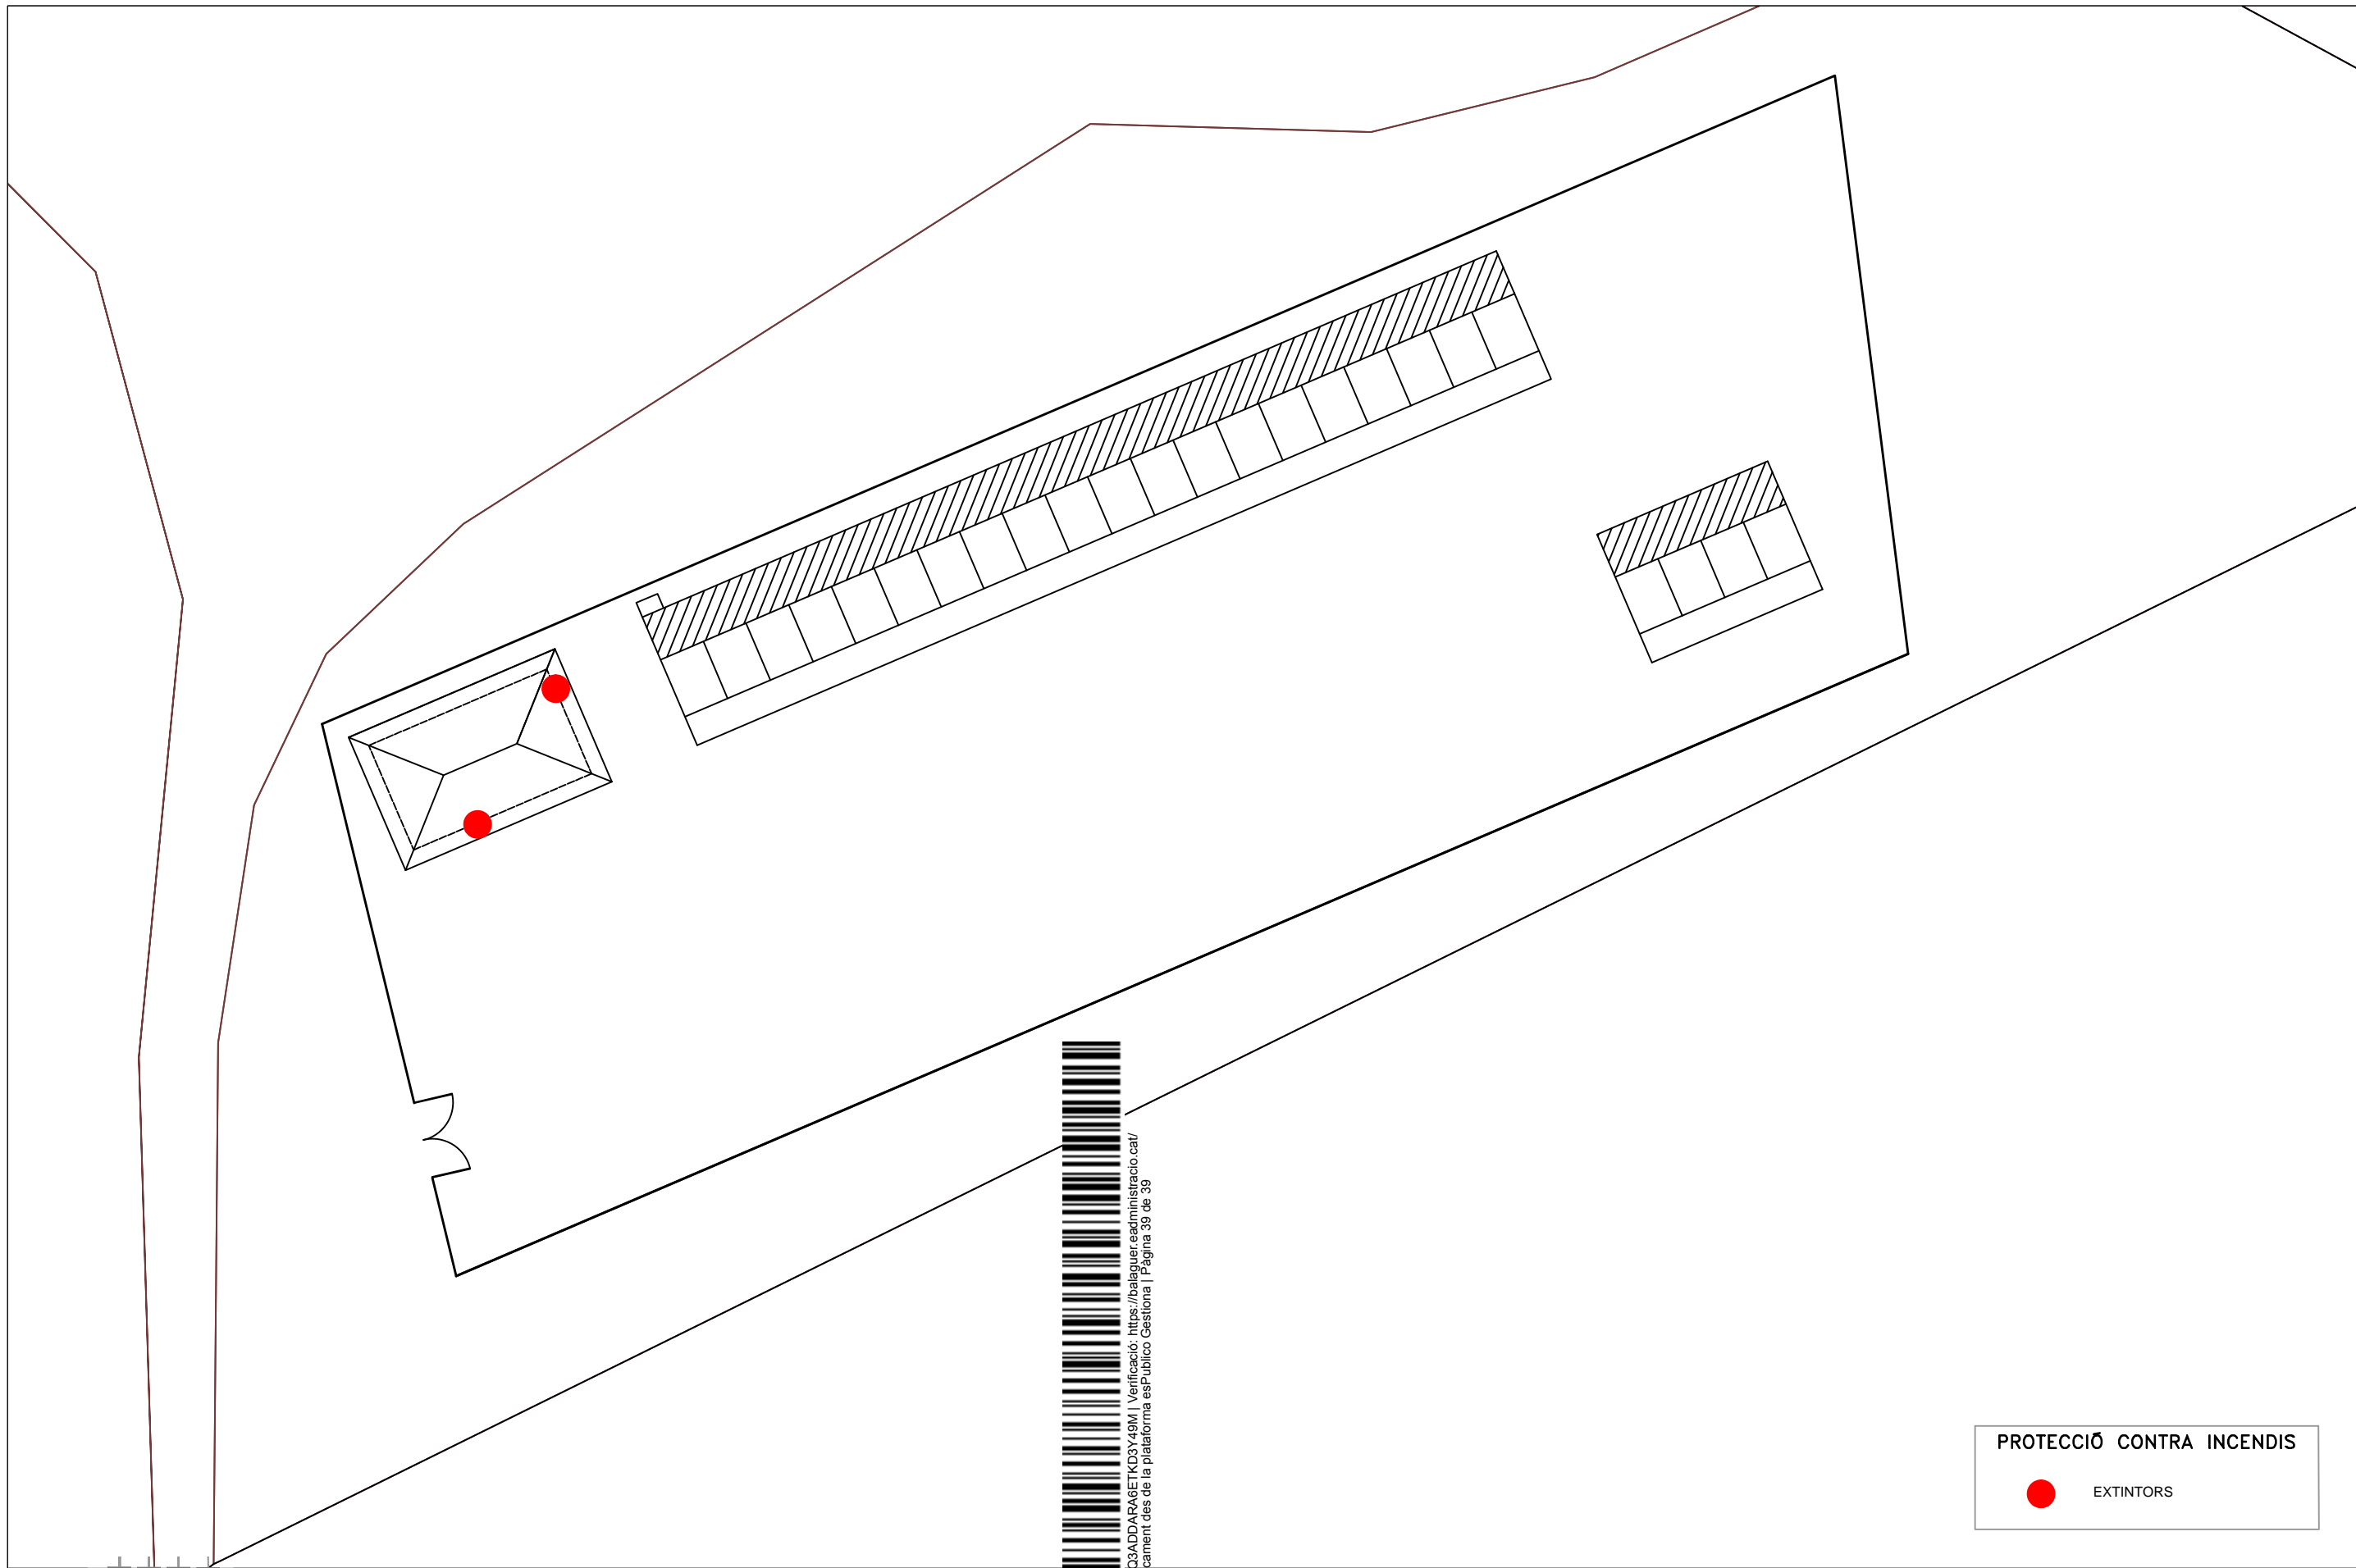 Q3ADDARA6ETKD3Y49M | Verificació: https://balaguer.eadministracio.cat/
cament des de la plataforma esPublico Gestiona | Pàgina 39 de 39
PROTECCIÓ CONTRA INCENDIS
EXTINTORS